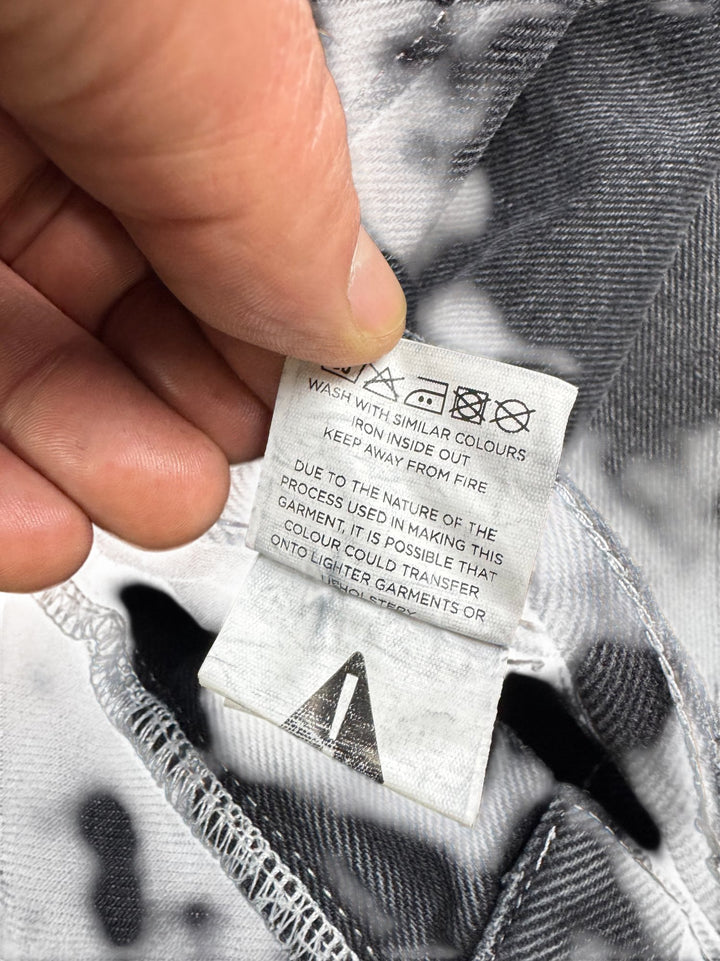 WASH WITH SIMILAR COLOURS
IRON INSIDE OUT
KEEP AWAY FROM FIRE
DUE TO THE NATURE OF THE
PROCESS USED IN MAKING THIS
GARMENT, IT IS POSSIBLE THAT
COLOUR COULD TRANSFER
ONTO LIGHTER GARMENTS OR
UPHOLSTERY